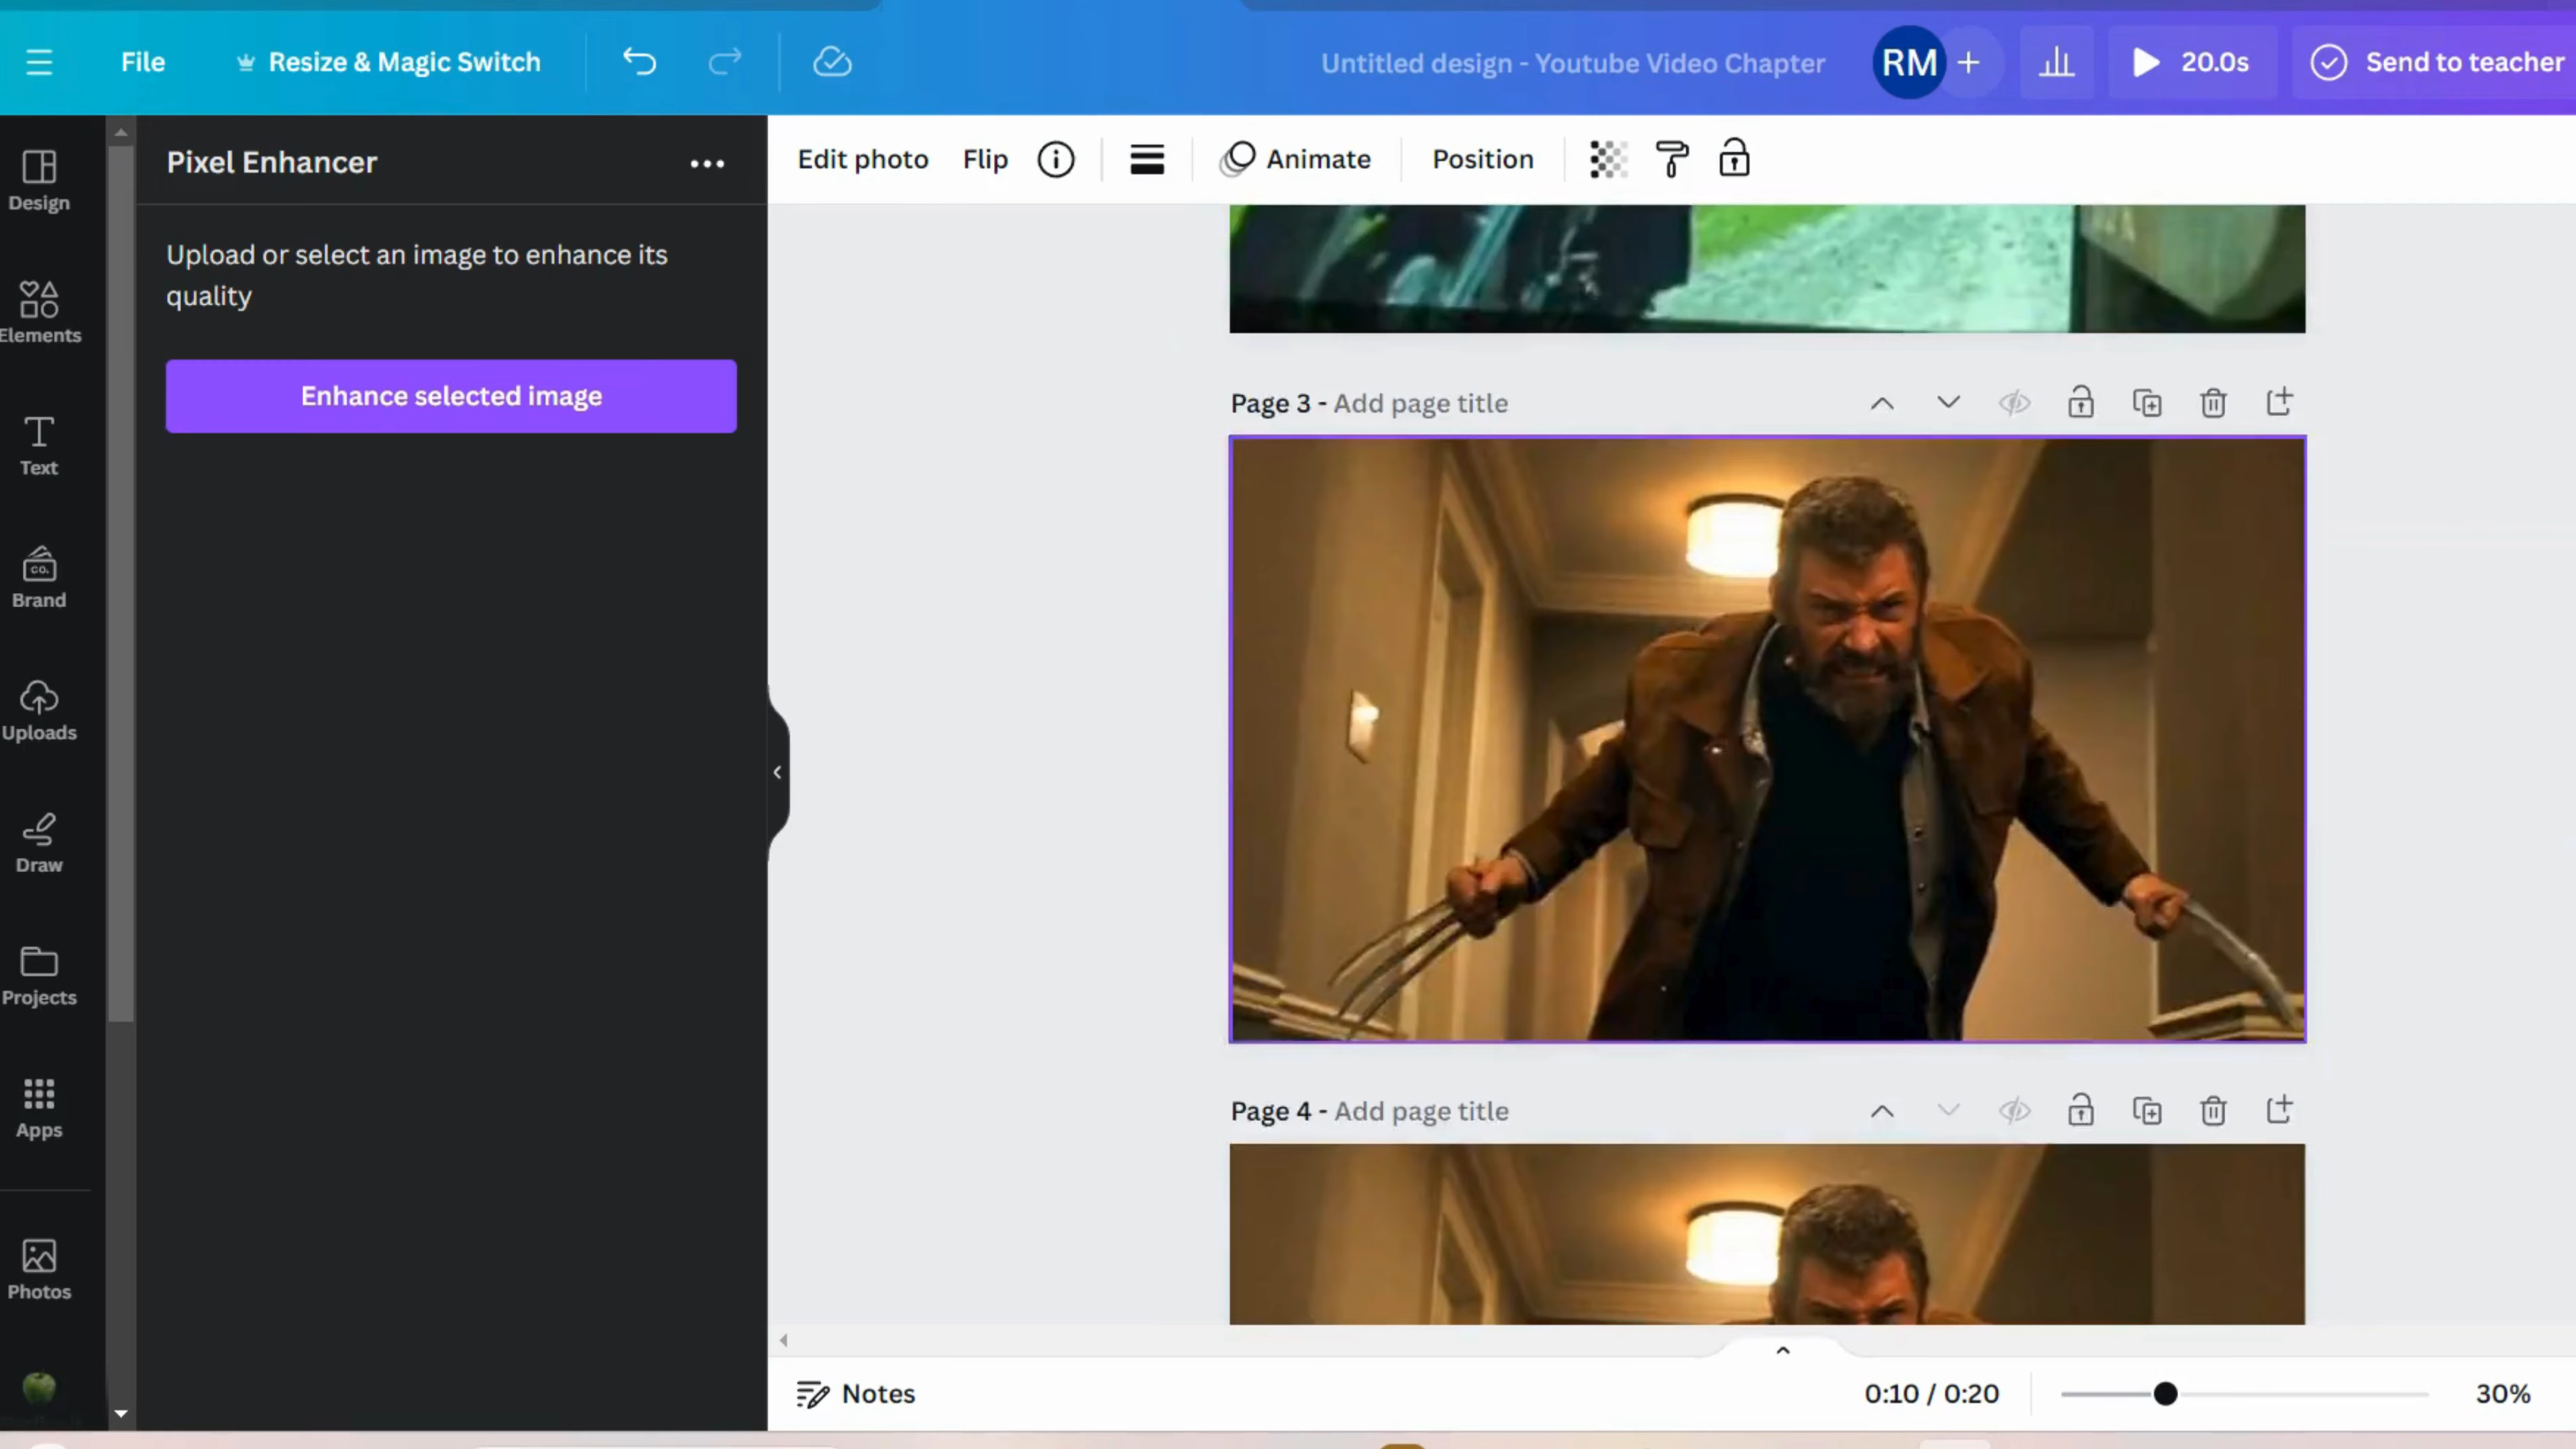 File
Resize & Magic Switch
Untitled design - Youtube Video Chapter
RM
20.0s
Send to teacher
Design
Elements
Text
CO.
Brand
Uploads
Draw
Projects
Apps
Photos
Pixel Enhancer
Upload or select an image to enhance its
quality
Enhance selected image
Edit photo
Flip
Animate
Position
Page 3 - Add page title
Page 4 - Add page title
Notes
0:10 / 0:20
30%